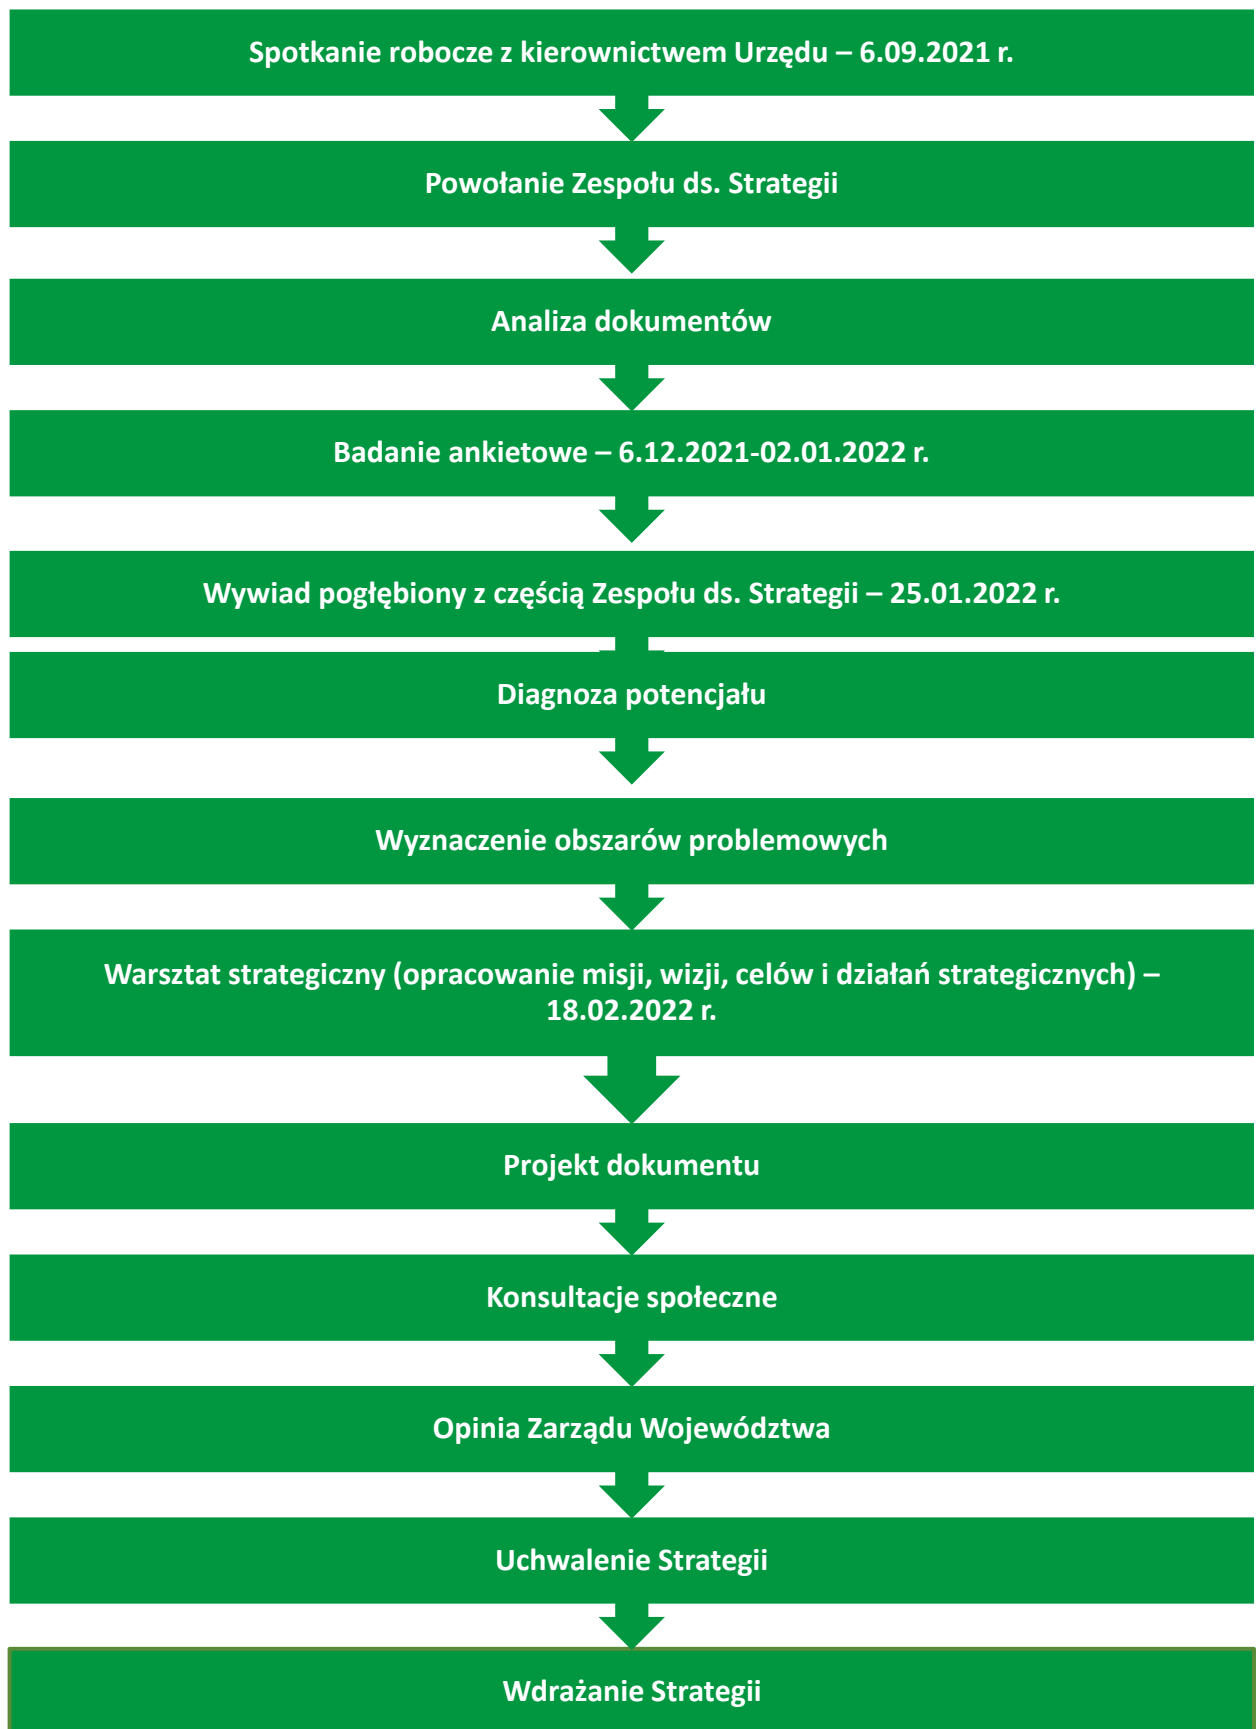 Spotkanie robocze z kierownictwem Urzędu – 6.09.2021 r.
Powołanie Zespołu ds. Strategii
Analiza dokumentów
Badanie ankietowe – 6.12.2021-02.01.2022 r.
Wywiad pogłębiony z częścią Zespołu ds. Strategii – 25.01.2022 r.
Diagnoza potencjału
Wyznaczenie obszarów problemowych
Warsztat strategiczny (opracowanie misji, wizji, celów i działań strategicznych) –
18.02.2022 r.
Projekt dokumentu
Konsultacje społeczne
Opinia Zarządu Województwa
Uchwalenie Strategii
Wdrażanie Strategii